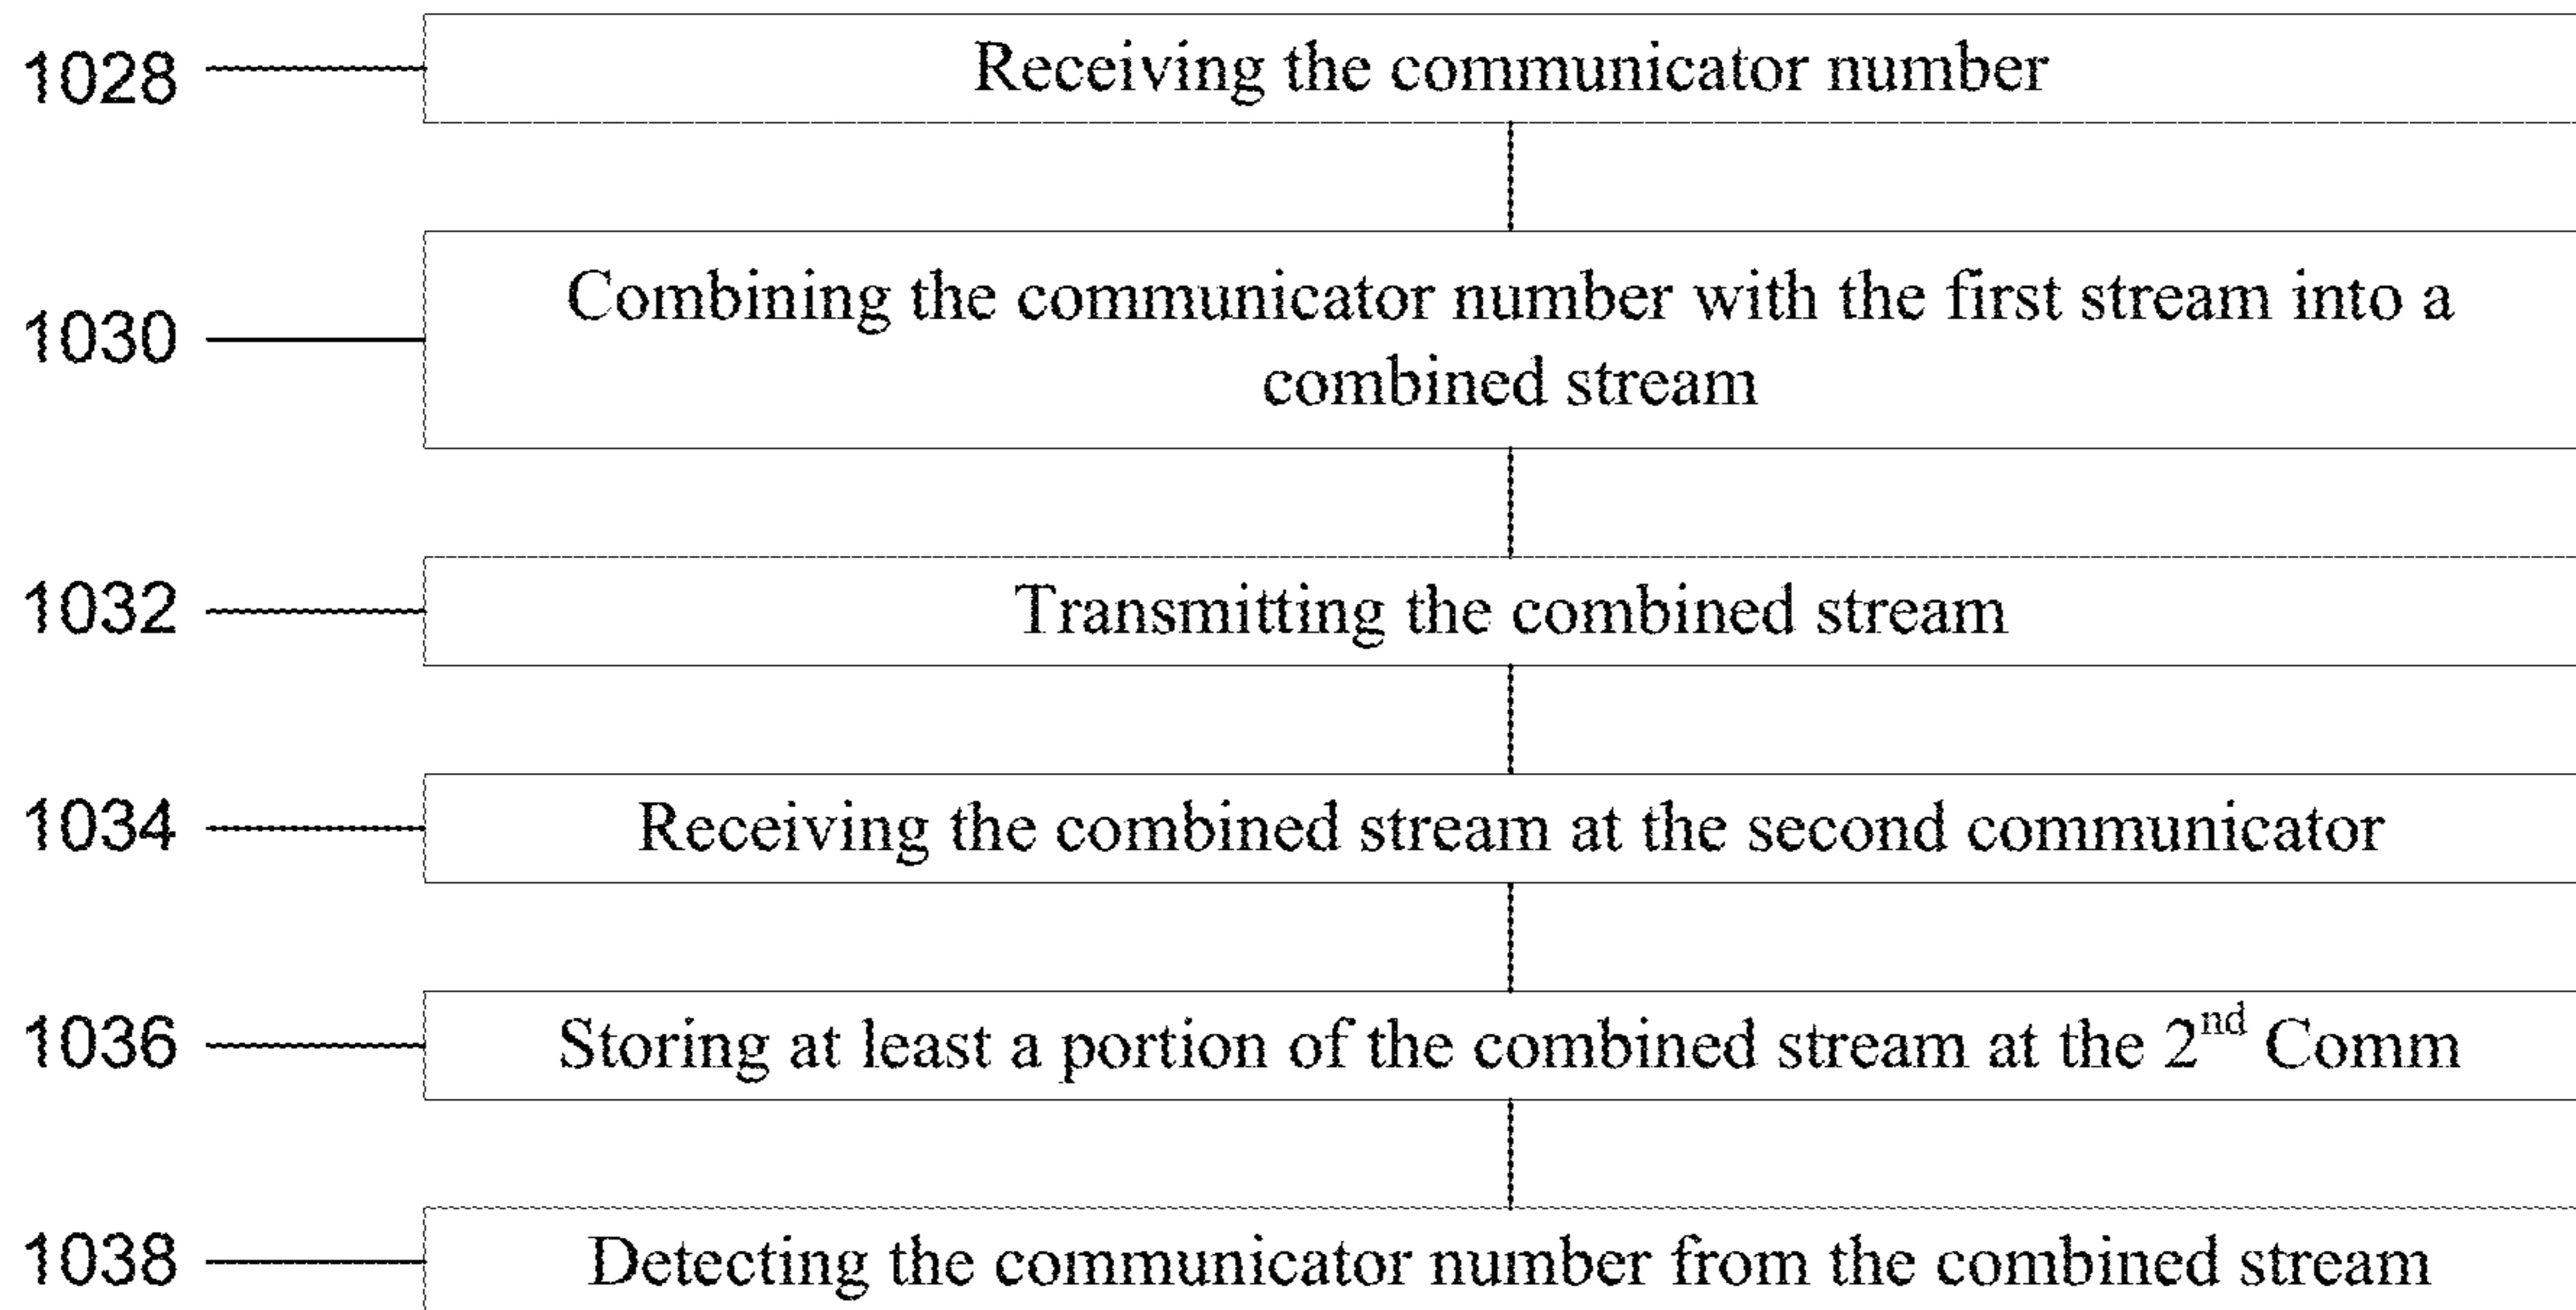 1028 Receiving the communicator number
1030 Combining the communicator number with the first stream into a
combined stream
1032 Transmitting the combined stream
1034 Receiving the combined stream at the second communicator
1036 Storing at least a portion of the combined stream at the 2nd Comm
1038 Detecting the communicator number from the combined stream